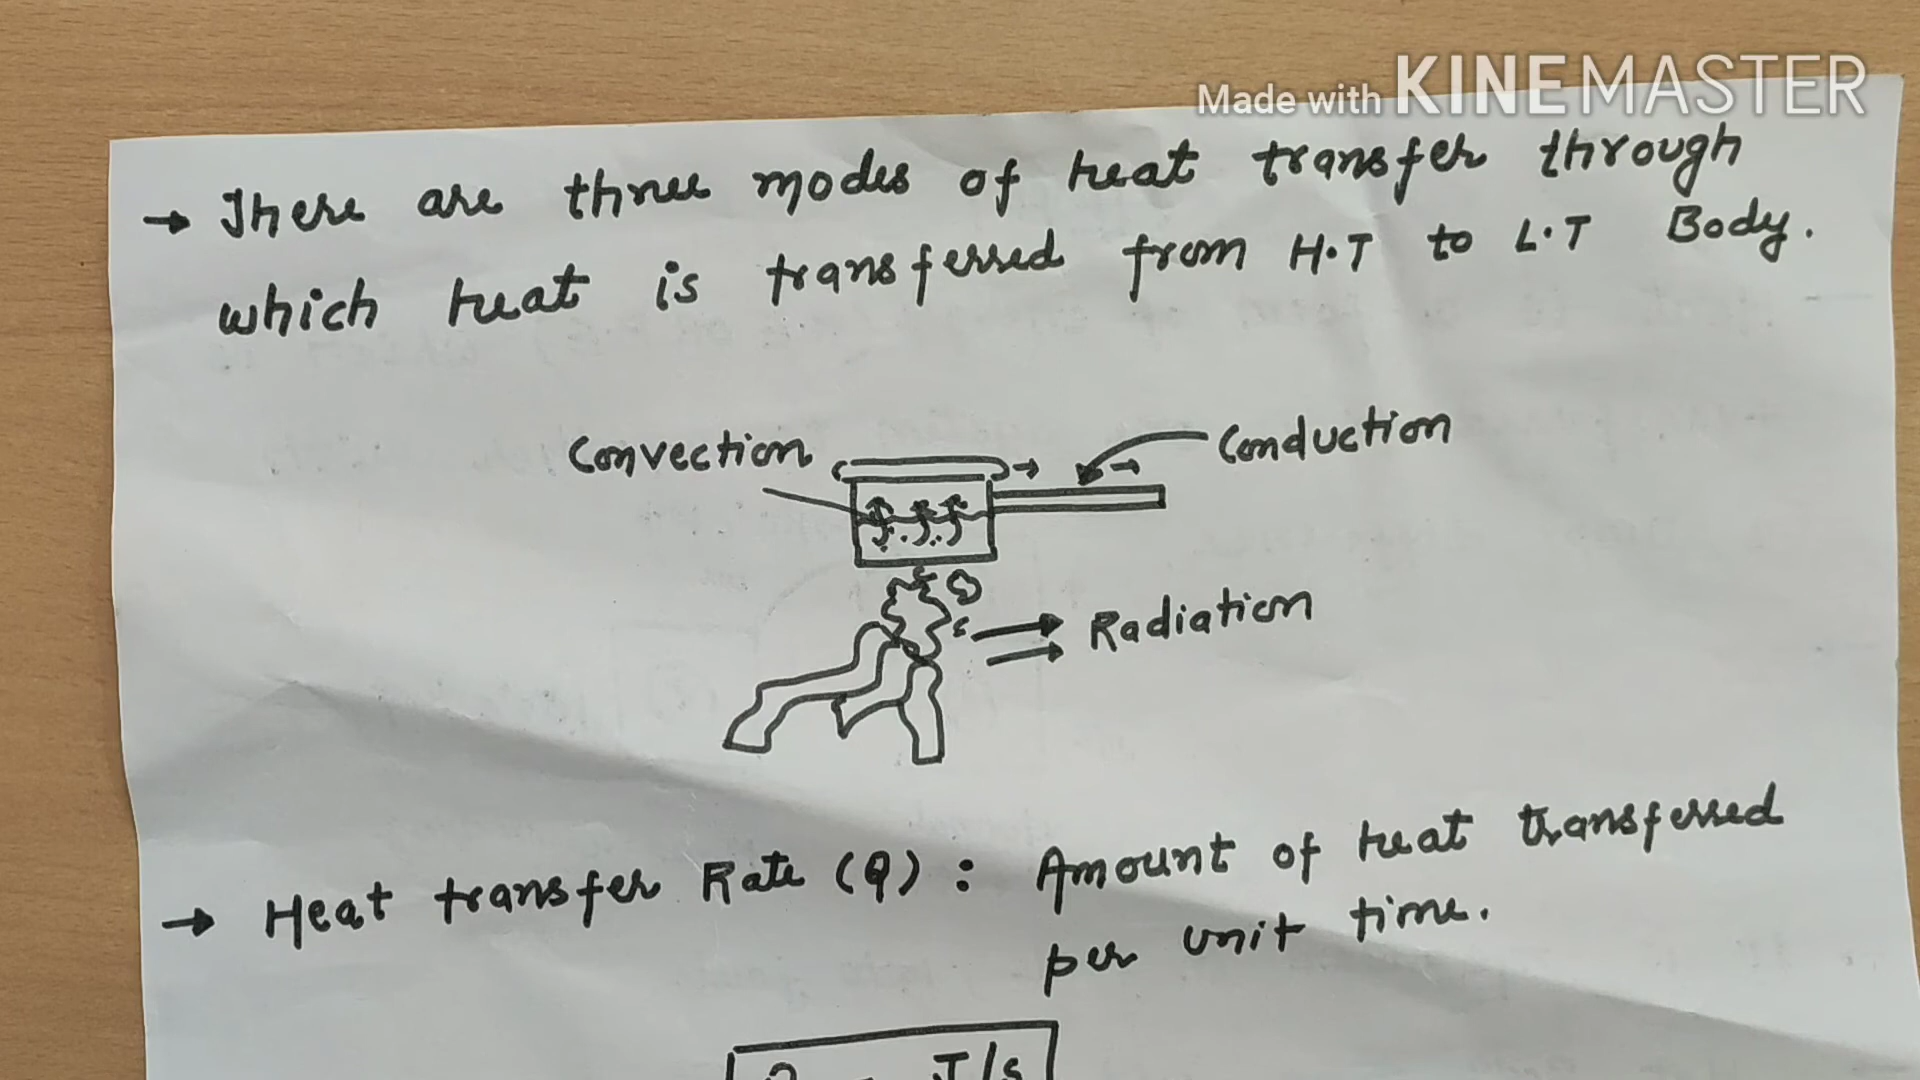 Made with KINEMASTER
→ There are three modes of heat transfer through
which heat is transferred from H.T to L.T Body.
Convection
Conduction
Radiation
→ Heat transfer Rate (Q) : Amount of heat transferred
per unit time.
J/s